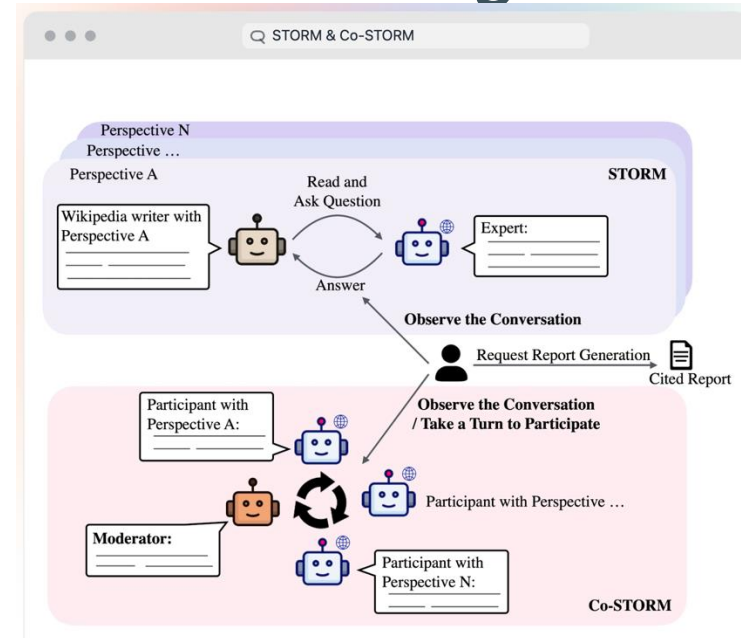 STORM & Co-STORM
Perspective N
Perspective …
Perspective A
STORM
Read and
Ask Question
Wikipedia writer with
Perspective A
Expert:
Answer
Observe the Conversation
Request Report Generation
Cited Report
Observe the Conversation
/ Take a Turn to Participate
Participant with
Perspective A:
Participant with Perspective …
Moderator:
Participant with
Perspective N:
Co-STORM